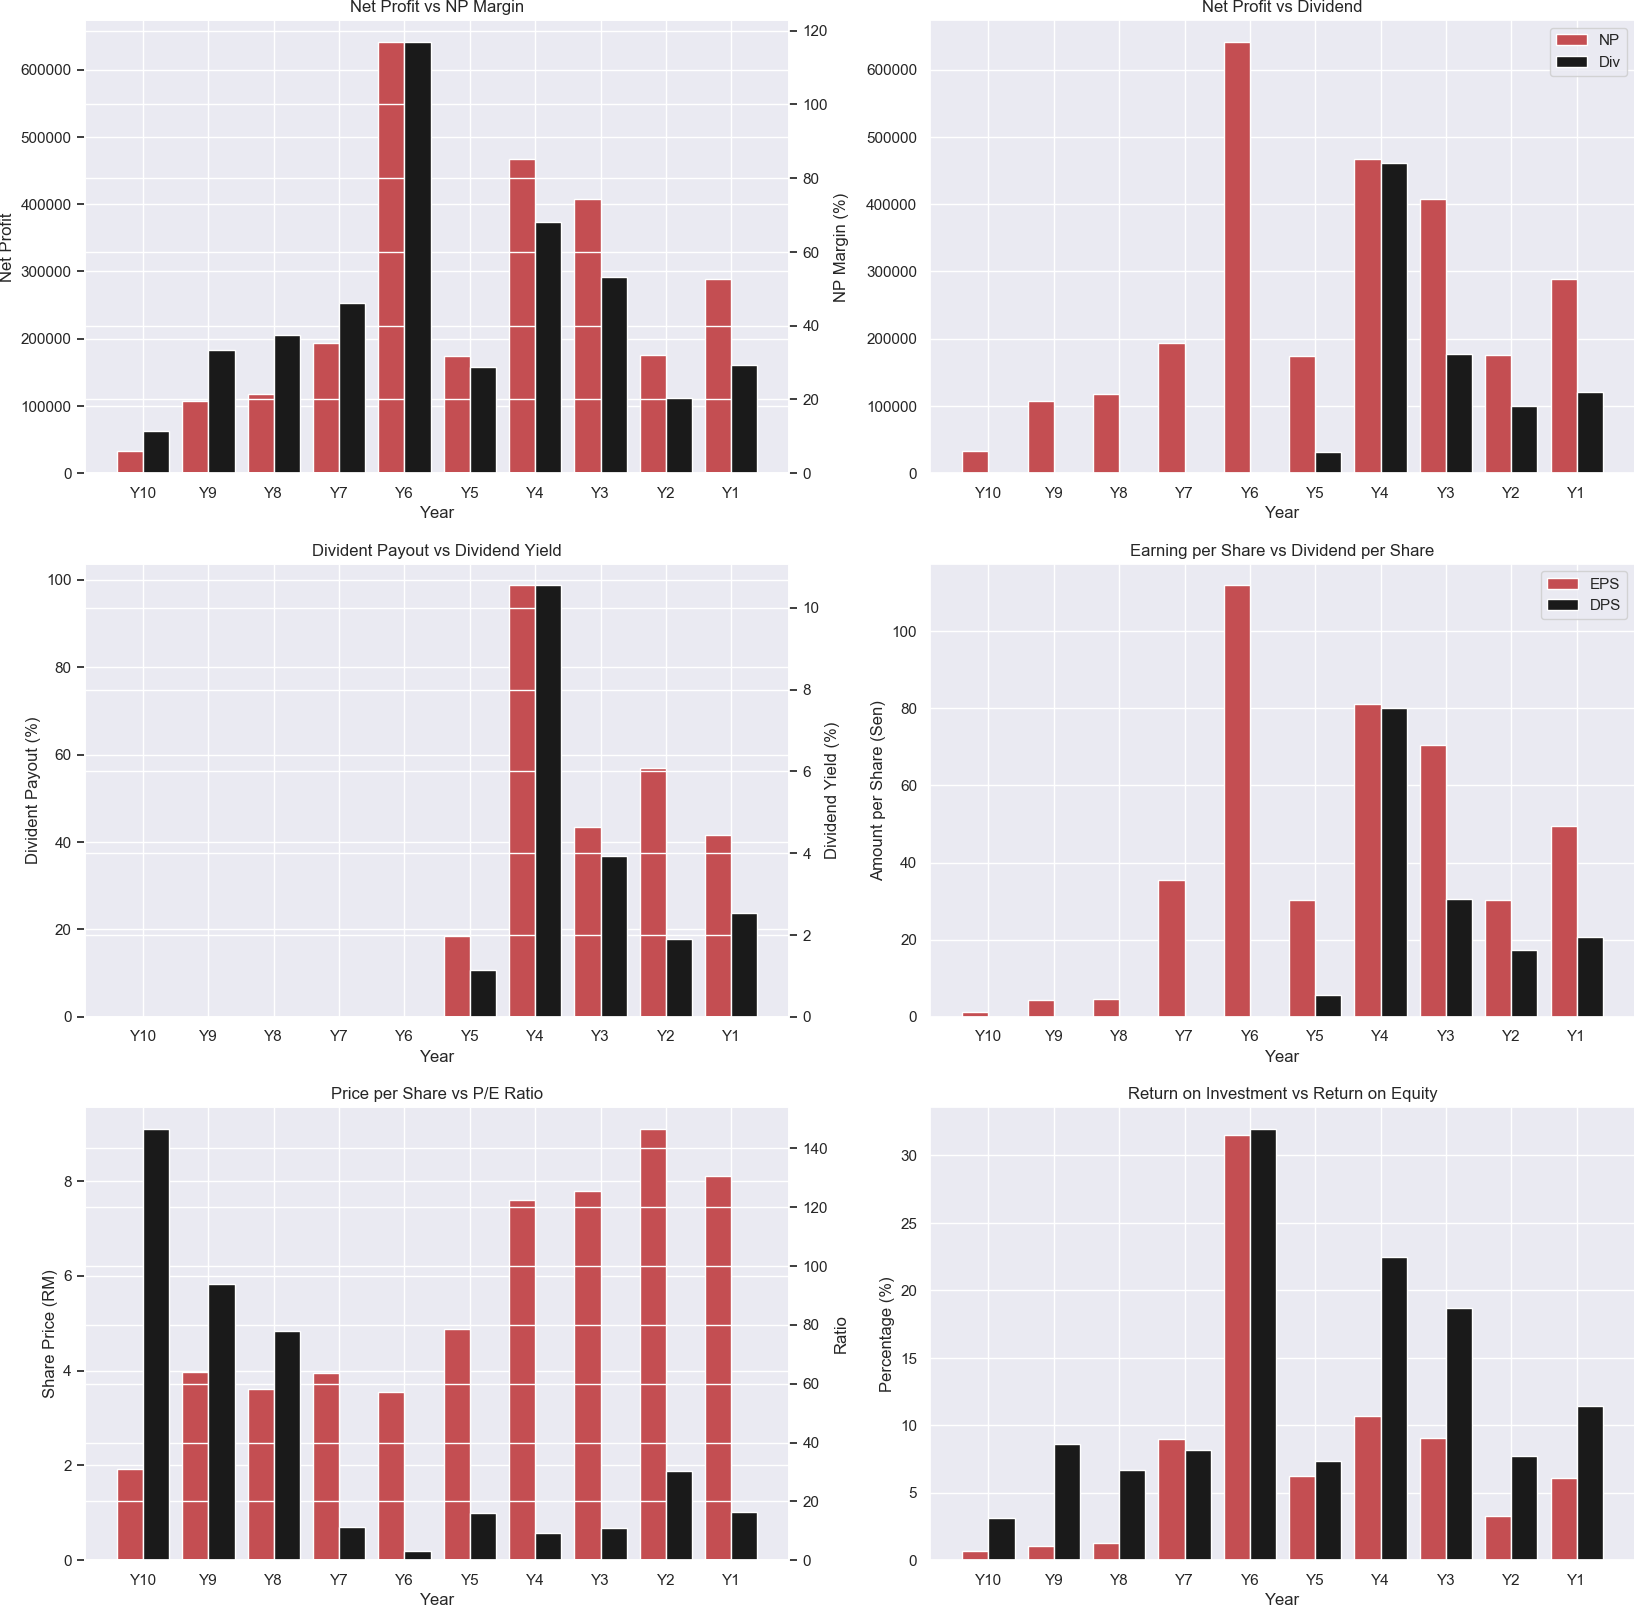 Net Profit vs NP Margin
600000
500000
400000
300000
200000
100000
0
Net Profit
120
100
80
60
40
20
0
NP Margin (%)
Y10 Y9 Y8 Y7 Y6 Y5 Y4 Y3 Y2 Y1
Year
Net Profit vs Dividend
NP
Div
600000
500000
400000
300000
200000
100000
0
Y10 Y9 Y8 Y7 Y6 Y5 Y4 Y3 Y2 Y1
Year
Divident Payout vs Dividend Yield
100
80
60
40
20
0
Divident Payout (%)
10
8
6
4
2
0
Dividend Yield (%)
Y10 Y9 Y8 Y7 Y6 Y5 Y4 Y3 Y2 Y1
Year
Earning per Share vs Dividend per Share
EPS
DPS
100
80
60
40
20
0
Amount per Share (Sen)
Y10 Y9 Y8 Y7 Y6 Y5 Y4 Y3 Y2 Y1
Year
Price per Share vs P/E Ratio
8
6
4
2
0
Share Price (RM)
140
120
100
80
60
40
20
0
Ratio
Y10 Y9 Y8 Y7 Y6 Y5 Y4 Y3 Y2 Y1
Year
Return on Investment vs Return on Equity
30
25
20
15
10
5
0
Percentage (%)
Y10 Y9 Y8 Y7 Y6 Y5 Y4 Y3 Y2 Y1
Year